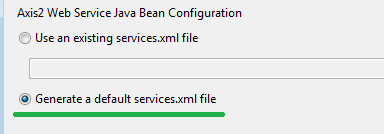 Axis2 Web Service Java Bean Configuration
Use an existing services.xml file
Generate a default services.xml file